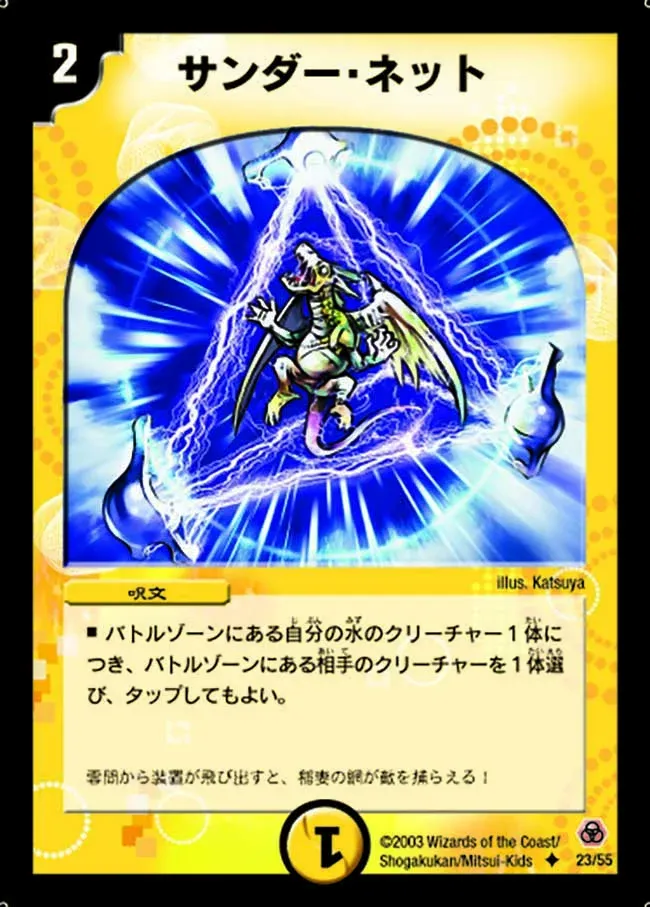 2
サンダー・ネット
illus. Katsuya
呪文
■ バトルゾーンにある自分の水のクリーチャー1体に
つき、バトルゾーンにある相手のクリーチャーを1体選
び、タップしてもよい。
雲間から装置が飛び出すと、稲妻の網が敵を捕らえる!
1
©2003 Wizards of the Coast/
Shogakukan/Mitsui-Kids
23/55